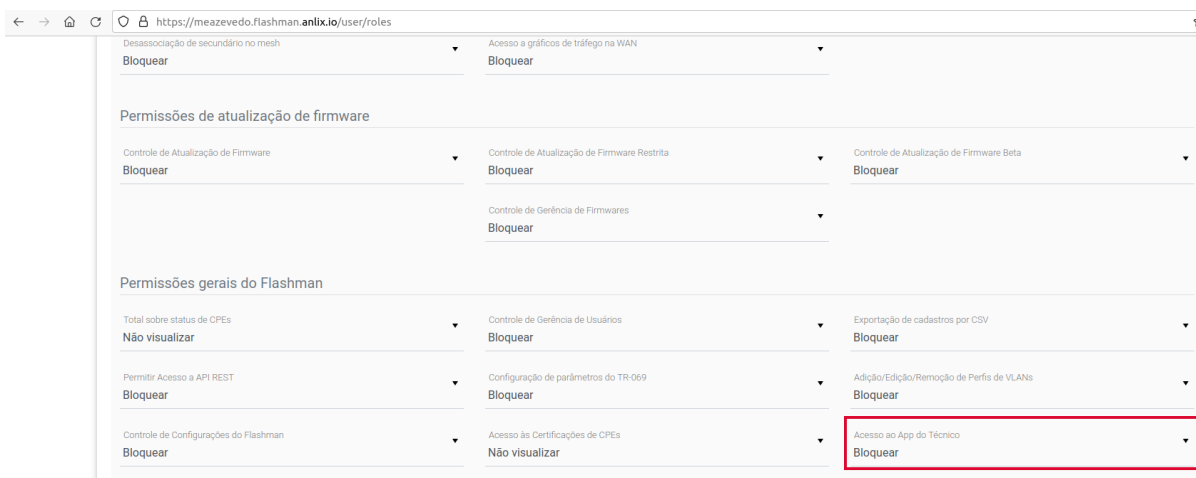 https://meazevedo.flashman.anlix.io/user/roles
Desassociação de secundário no mesh
Bloquear
Acesso a gráficos de tráfego na WAN
Bloquear
Permissões de atualização de firmware
Controle de Atualização de Firmware
Bloquear
Controle de Atualização de Firmware Restrita
Bloquear
Controle de Atualização de Firmware Beta
Bloquear
Controle de Gerência de Firmwares
Bloquear
Permissões gerais do Flashman
Total sobre status de CPEs
Não visualizar
Controle de Gerência de Usuários
Bloquear
Exportação de cadastros por CSV
Bloquear
Permitir Acesso a API REST
Bloquear
Configuração de parâmetros do TR-069
Bloquear
Adição/Edição/Remoção de Perfis de VLANs
Bloquear
Controle de Configurações do Flashman
Bloquear
Acesso às Certificações de CPEs
Não visualizar
Acesso ao App do Técnico
Bloquear